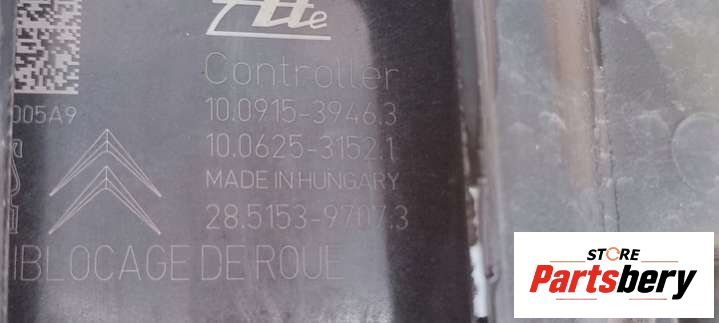 Ate
Controller
005A9
10.0915-3946.3
10.0625-3152.1
MADE IN HUNGARY
28.5153-9707.3
IBLOCAGE DE ROUE
STORE
Partsbery